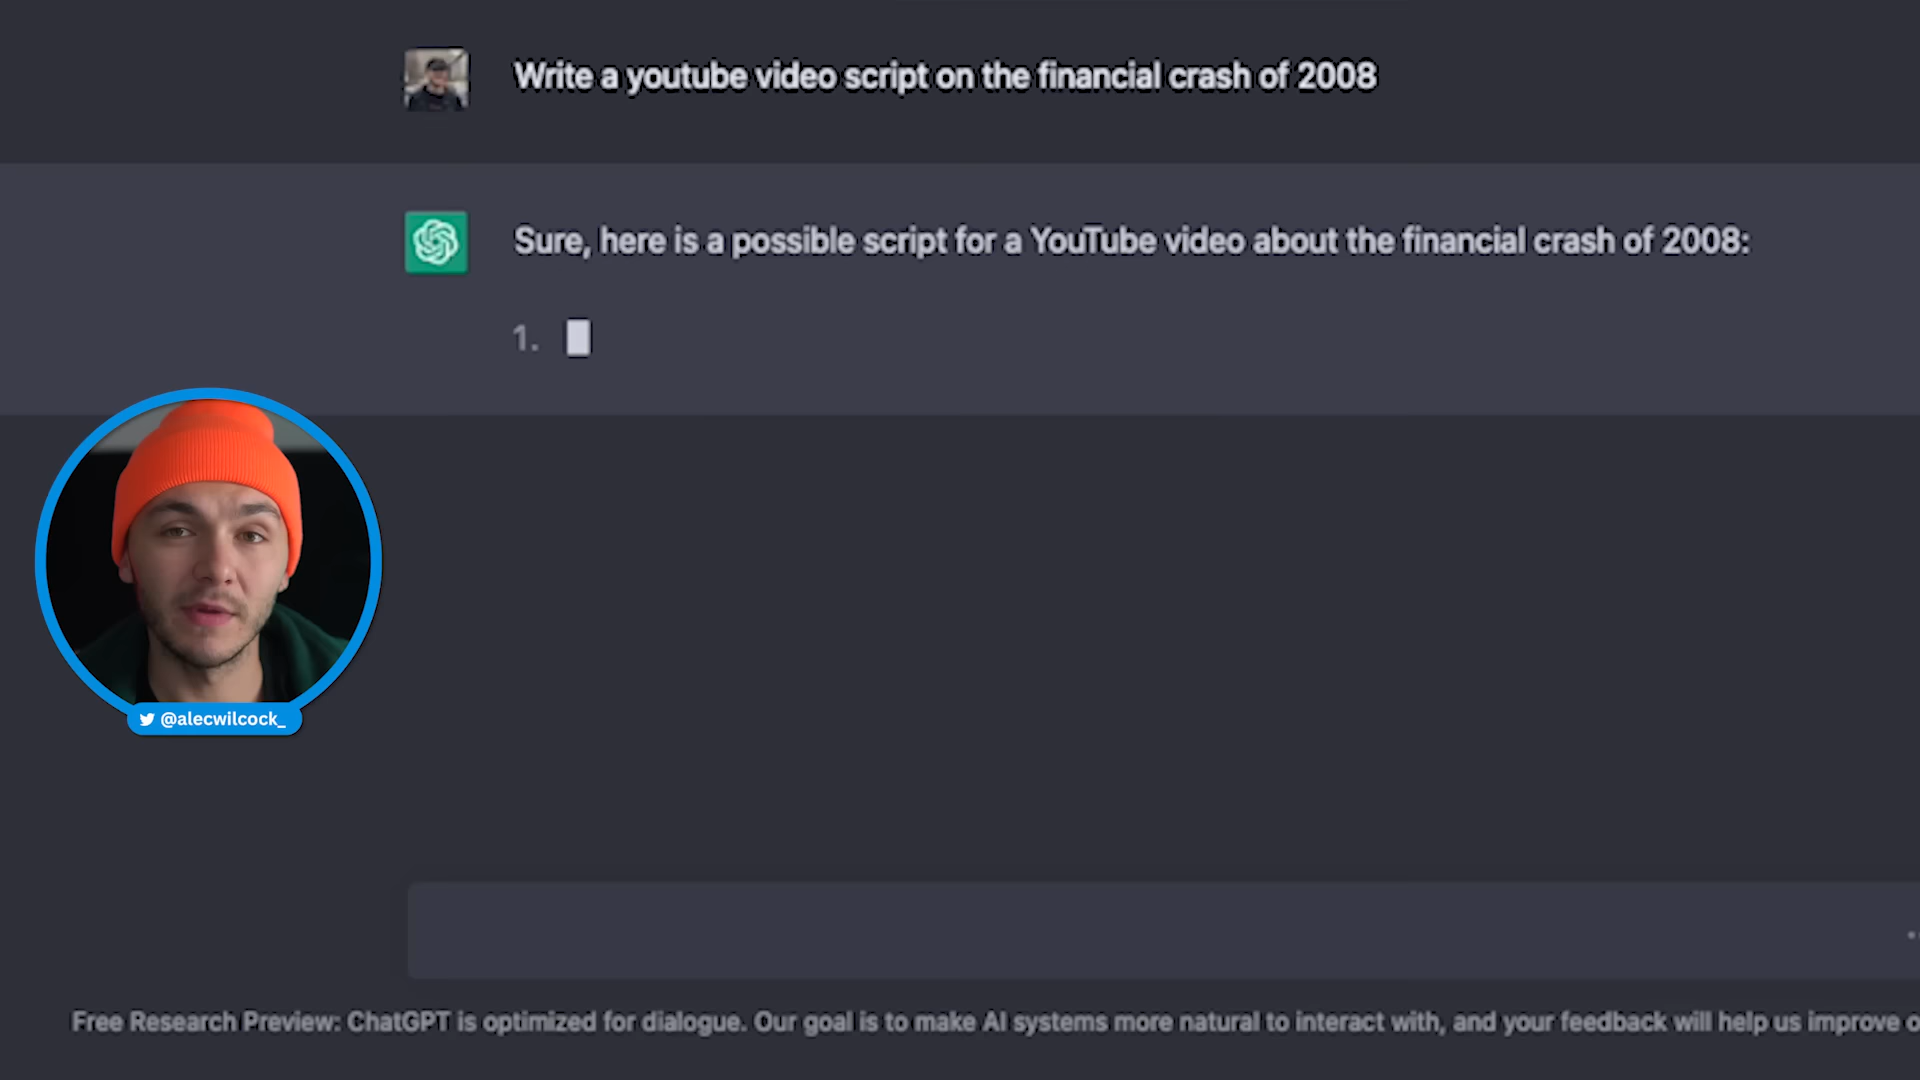 Write a youtube video script on the financial crash of 2008
Sure, here is a possible script for a YouTube video about the financial crash of 2008:
1.
@alecwilcock_
Free Research Preview: ChatGPT is optimized for dialogue. Our goal is to make AI systems more natural to interact with, and your feedback will help us improve